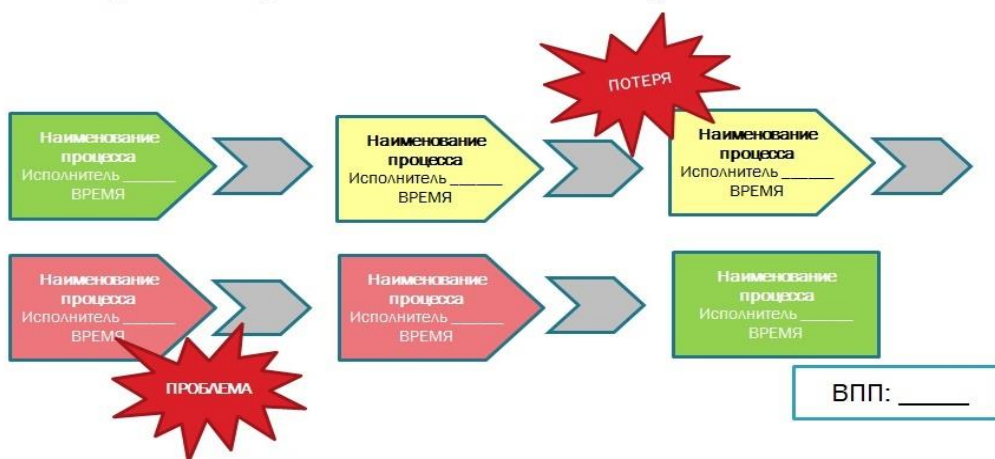 ПОТЕРЯ
Наименование
процесса
Исполнитель ______
ВРЕМЯ
Наименование
процесса
Исполнитель ______
ВРЕМЯ
Наименование
процесса
Исполнитель ______
ВРЕМЯ
Наименование
процесса
Исполнитель ______
ВРЕМЯ
Наименование
процесса
Исполнитель ______
ВРЕМЯ
Наименование
процесса
Исполнитель ______
ВРЕМЯ
ПРОБЛЕМА
ВПП: _____